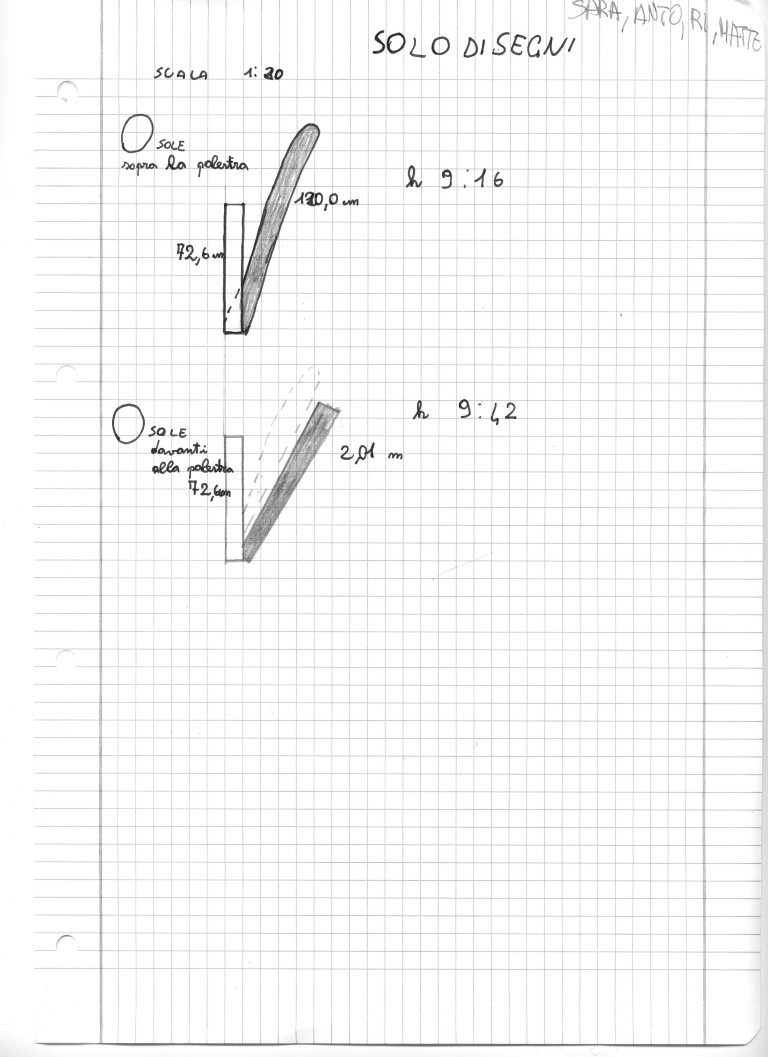 SARA, ANTO, RI, MATTE
SOLO DISEGNI
SCALA 1:20
SOLE
sopra la palestra
h 9:16
120,0 cm
72,6 cm
h 9:42
SOLE
davanti
alla palestra
2,01 m
72,6 cm